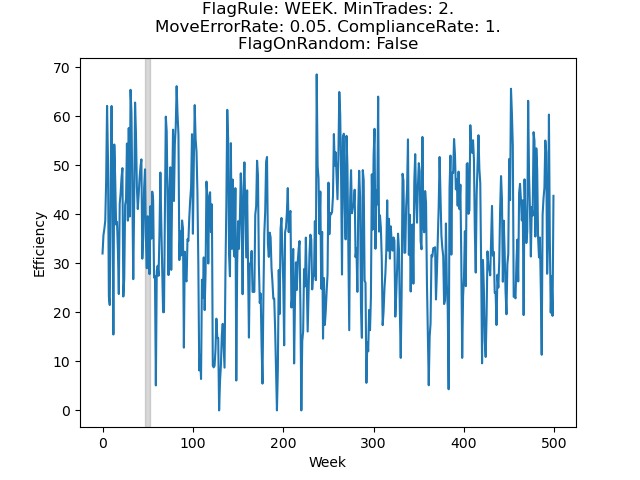 FlagRule: WEEK. MinTrades: 2.
MoveErrorRate: 0.05. ComplianceRate: 1.
FlagOnRandom: False
70
60
50
40
30
20
10
0
Efficiency
0 100 200 300 400 500
Week